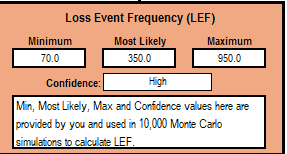 Loss Event Frequency (LEF)
Minimum Most Likely Maximum
70.0 350.0 950.0
Confidence: High
Min, Most Likely, Max and Confidence values here are
provided by you and used in 10,000 Monte Carlo
simulations to calculate LEF.